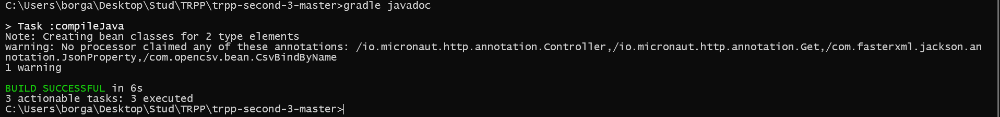 C:\Users\borga\Desktop\Stud\TRPP\trpp-second-3-master>gradle javadoc
> Task :compileJava
Note: Creating bean classes for 2 type elements
warning: No processor claimed any of these annotations: /io.micronaut.http.annotation.Controller,/io.micronaut.http.annotation.Get,/com.fasterxml.jackson.an
notation.JsonProperty,/com.opencsv.bean.CsvBindByName
1 warning
BUILD SUCCESSFUL in 6s
3 actionable tasks: 3 executed
C:\Users\borga\Desktop\Stud\TRPP\trpp-second-3-master>